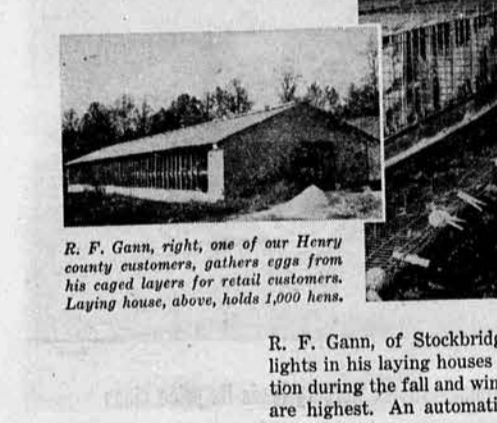 R. F. Gann, right, one of our Henry
county customers, gathers eggs from
his caged layers for retail customers.
Laying house, above, holds 1,000 hens.
R. F. Gann, of Stockbridg
lights in his laying houses
tion during the fall and win
are highest. An automati